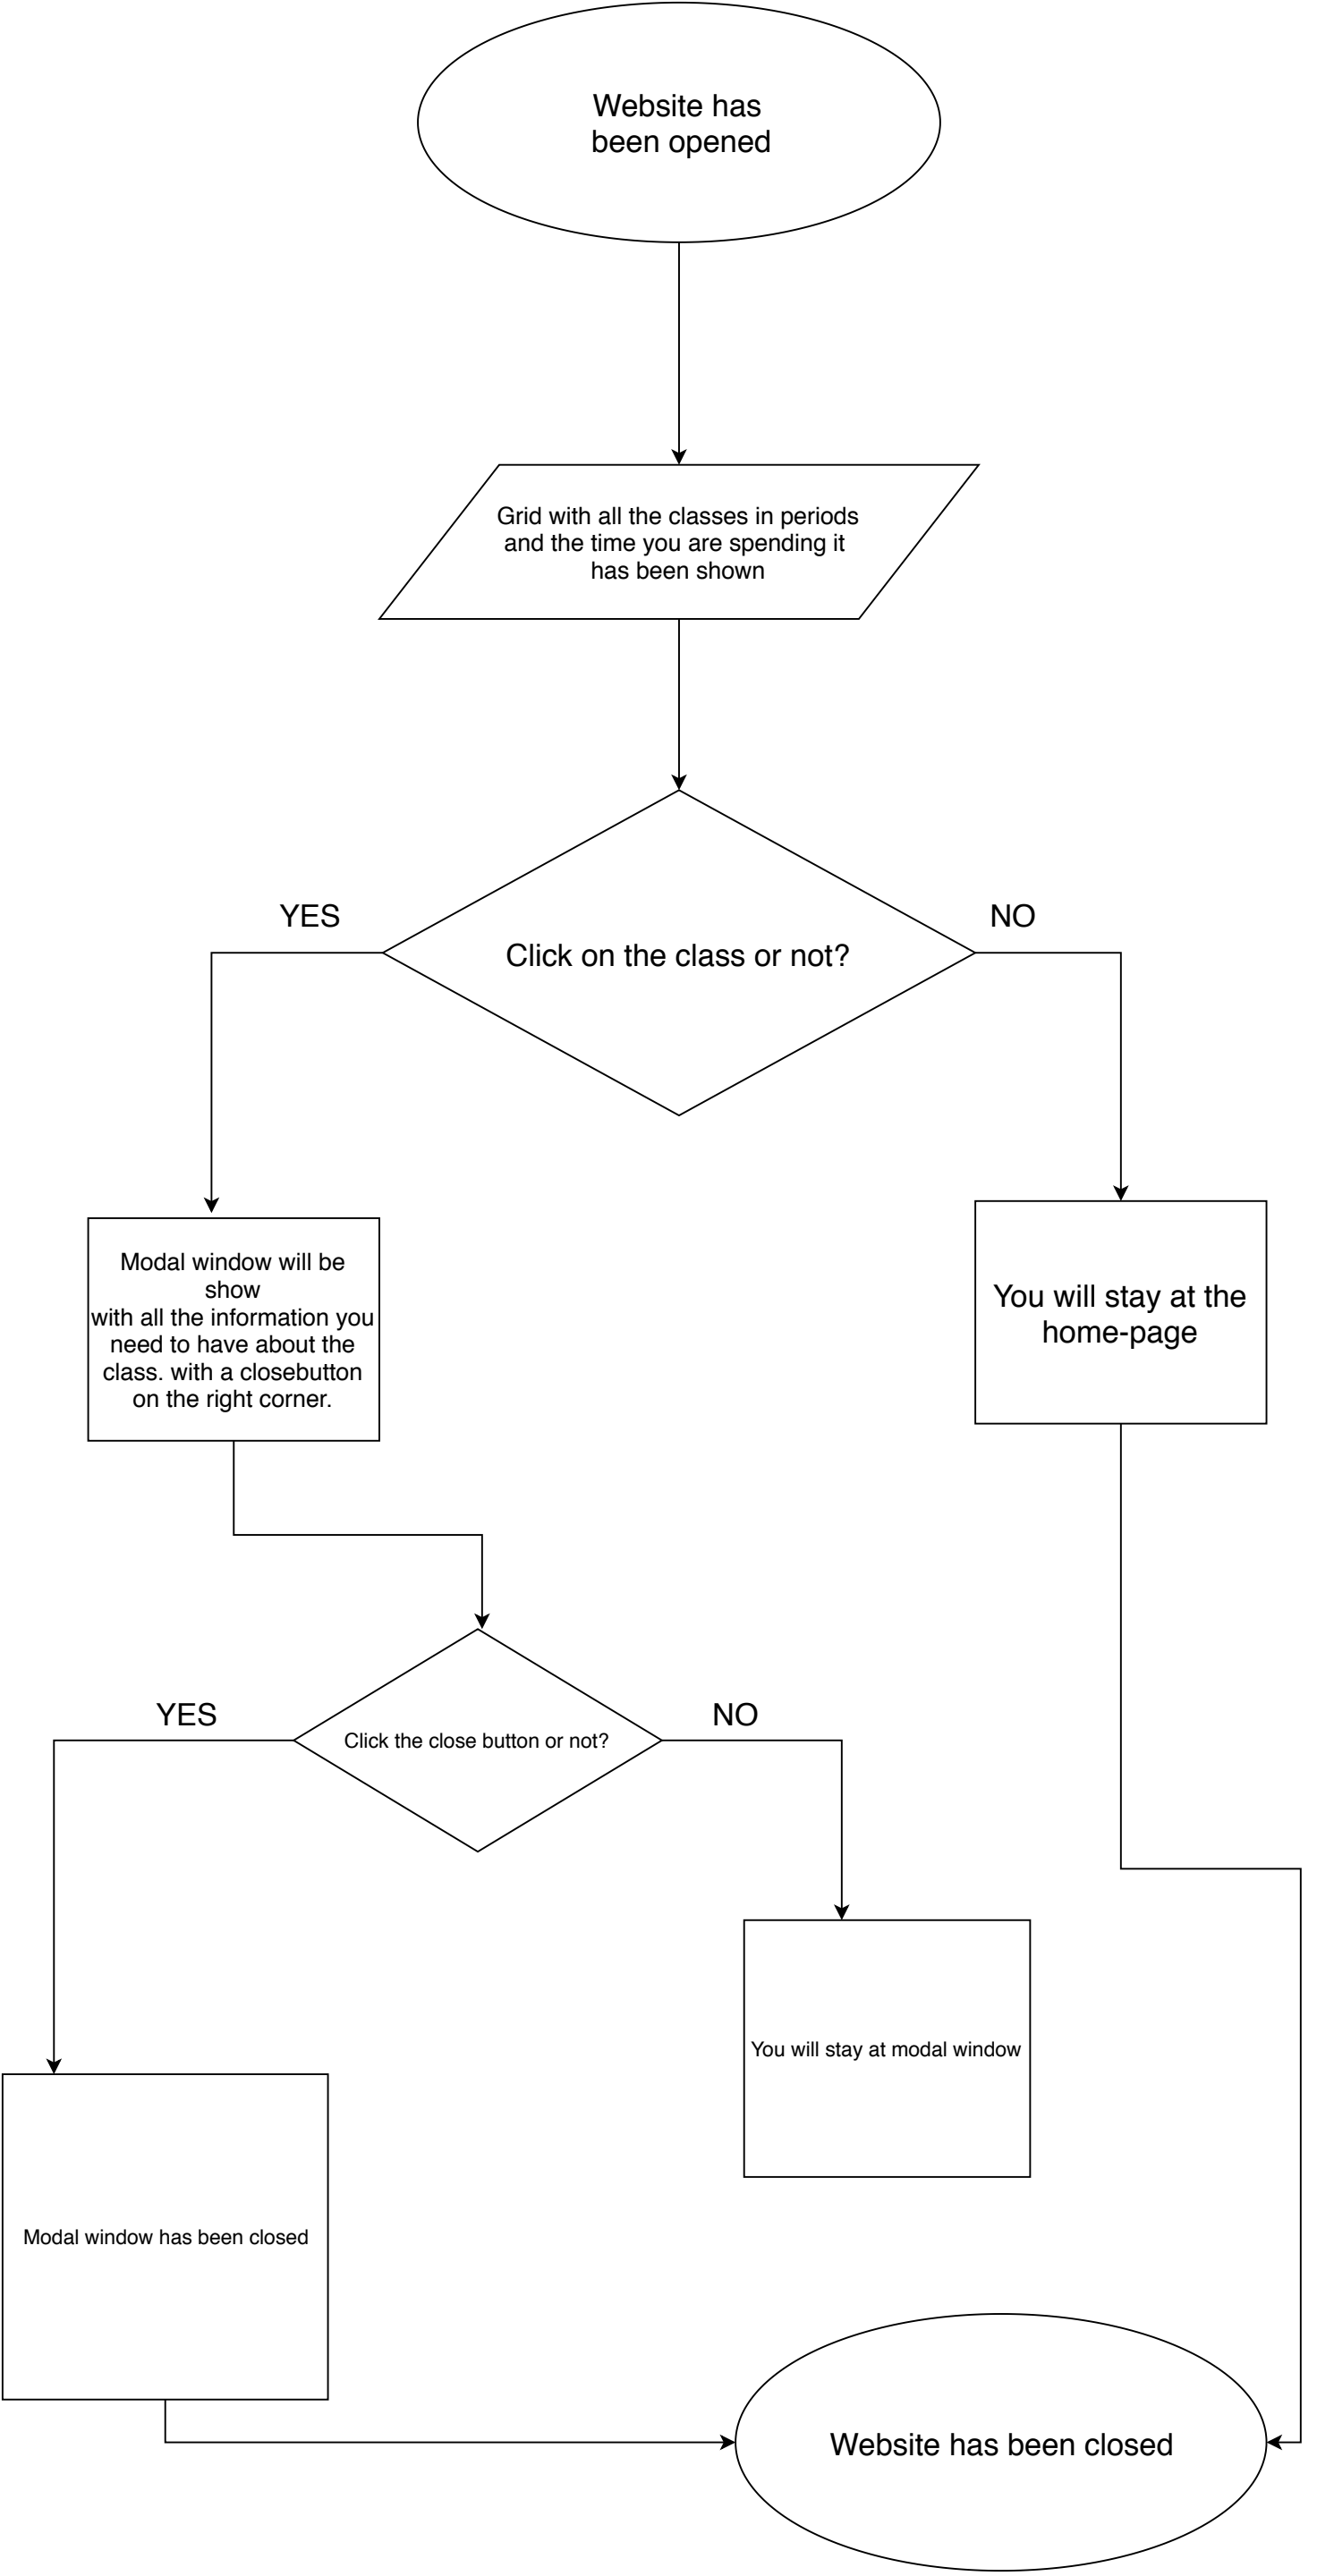 Website has
been opened
Grid with all the classes in periods
and the time you are spending it
has been shown
YES
NO
Click on the class or not?
Modal window will be
show
with all the information you
need to have about the
class. with a closebutton
on the right corner.
You will stay at the
home-page
YES
NO
Click the close button or not?
You will stay at modal window
Modal window has been closed
Website has been closed